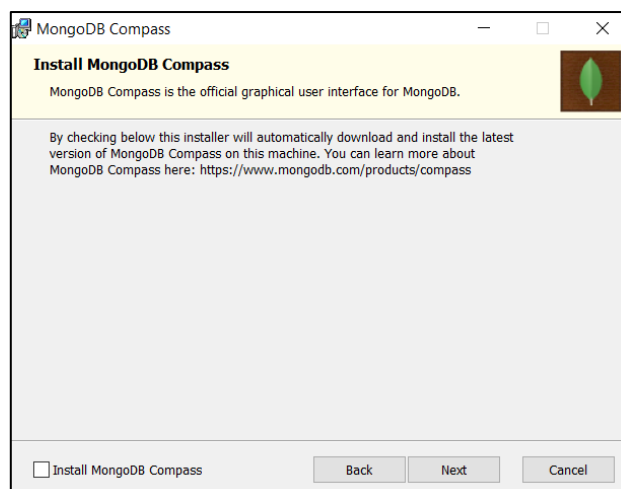 MongoDB Compass
Install MongoDB Compass
MongoDB Compass is the official graphical user interface for MongoDB.
By checking below this installer will automatically download and install the latest
version of MongoDB Compass on this machine. You can learn more about
MongoDB Compass here: https://www.mongodb.com/products/compass
Install MongoDB Compass
Back
Next
Cancel